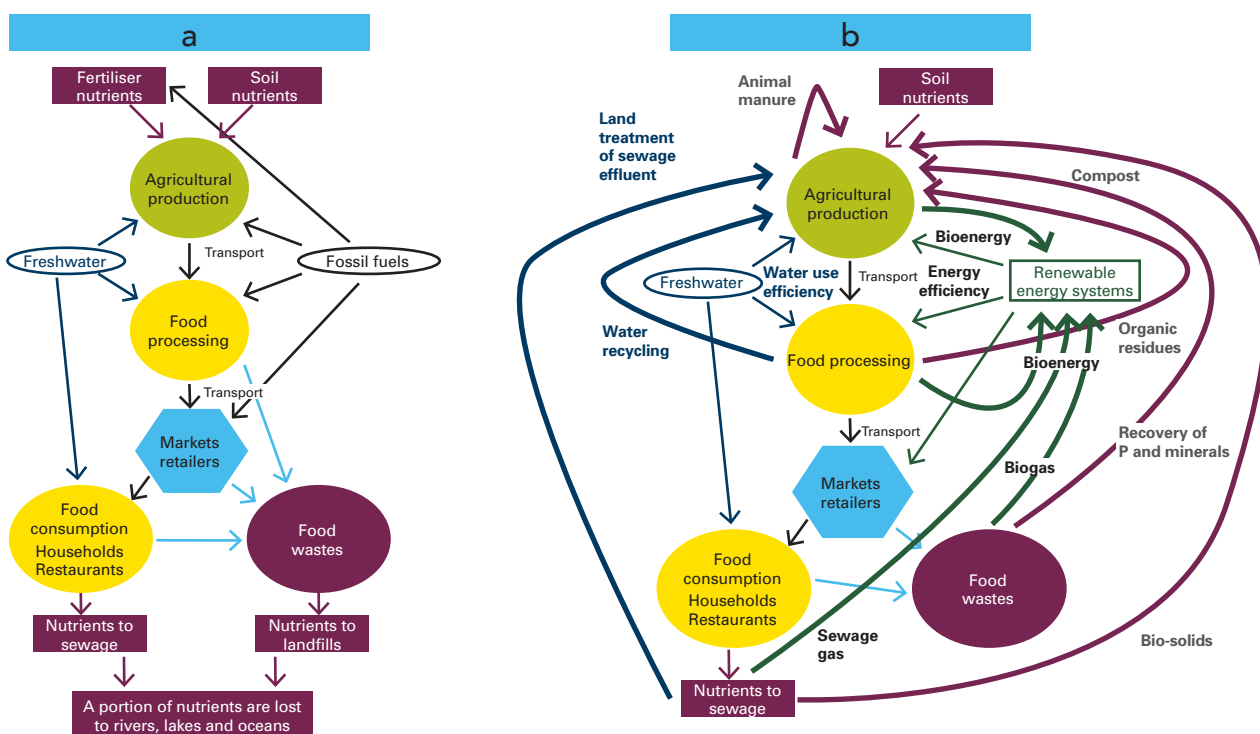 a
Fertiliser
nutrients
Soil
nutrients
Agricultural
production
Transport
Freshwater
Fossil fuels
Food
processing
Transport
Markets
retailers
Food
consumption
Households
Restaurants
Food
wastes
Nutrients to
sewage
Nutrients to
landfills
A portion of nutrients are lost
to rivers, lakes and oceans
b
Animal
manure
Soil
nutrients
Land
treatment
of sewage
effluent
Compost
Agricultural
production
Bioenergy
Freshwater
Water use
efficiency
Transport
Energy
efficiency
Renewable
energy systems
Water
recycling
Food processing
Organic
residues
Bioenergy
Transport
Recovery of
P and minerals
Biogas
Markets
retailers
Food
consumption
Households
Restaurants
Food
wastes
Sewage
gas
Bio-solids
Nutrients to
sewage